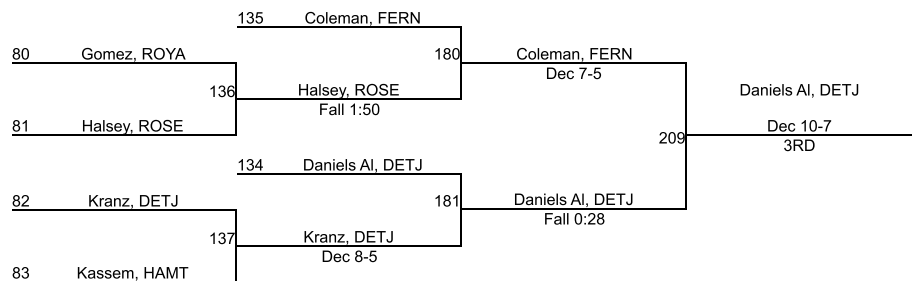 135 Coleman, FERN
80 Gomez, ROYA
180
Coleman, FERN
Dec 7-5
136
Halsey, ROSE
Fall 1:50
Daniels Al, DETJ
81 Halsey, ROSE
Dec 10-7
3RD
209
134 Daniels Al, DETJ
82 Kranz, DETJ
181
Daniels Al, DETJ
Fall 0:28
137
Kranz, DETJ
Dec 8-5
83 Kassem, HAMT